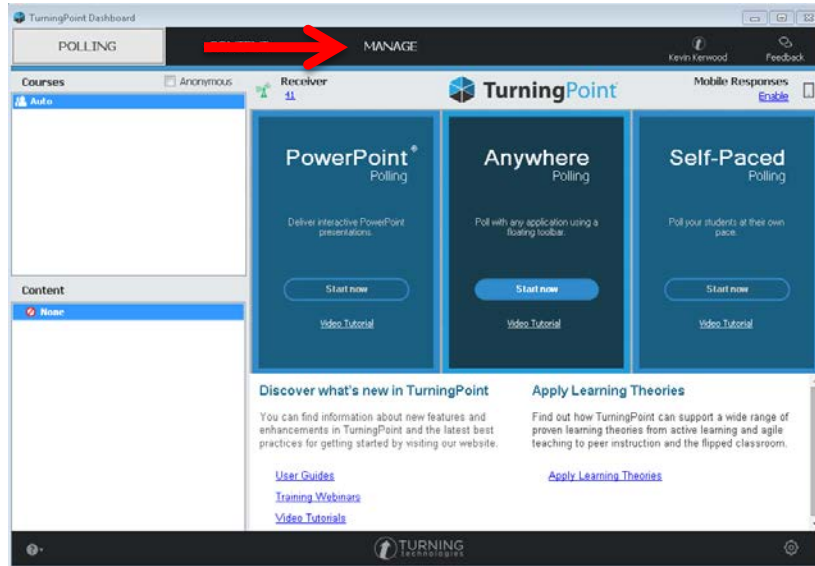 TurningPoint Dashboard
POLLING
MANAGE
Kevin Kerwood
Feedback
Courses
Anonymous
Receiver
41
TurningPoint
Mobile Responses
Enable
Auto
PowerPoint®
Polling
Deliver interactive PowerPoint
presentations.
Start now
Video Tutorial
Anywhere
Polling
Poll with any application using a
floating toolbar.
Start now
Video Tutorial
Self-Paced
Polling
Poll your students at their own
pace.
Start now
Video Tutorial
Content
None
Discover what's new in TurningPoint
You can find information about new features and
enhancements in TurningPoint and the latest best
practices for getting started by visiting our website.
User Guides
Training Webinars
Video Tutorials
Apply Learning Theories
Find out how TurningPoint can support a wide range of
proven learning theories from active learning and agile
teaching to peer instruction and the flipped classroom.
Apply Learning Theories
TURNING
technologies